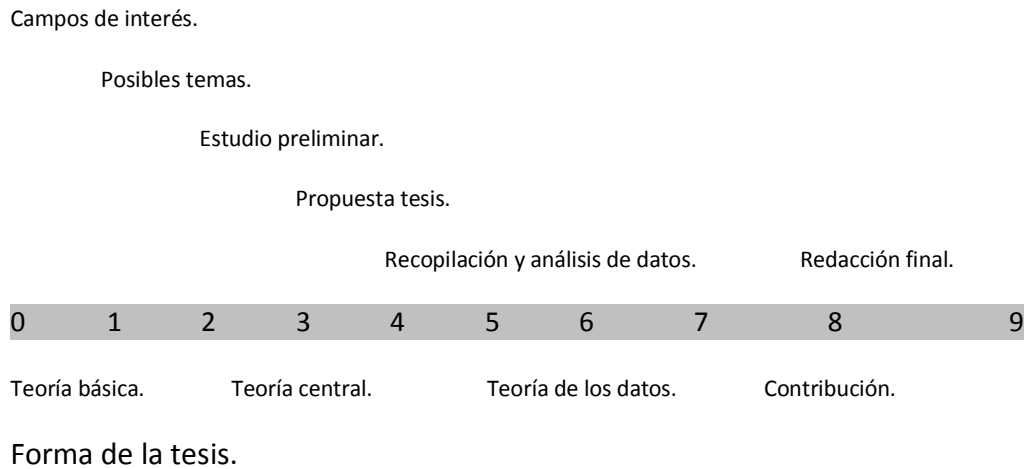 Campos de interés.
Posibles temas.
Estudio preliminar.
Propuesta tesis.
Recopilación y análisis de datos. Redacción final.
0 1 2 3 4 5 6 7 8 9
Teoría básica. Teoría central. Teoría de los datos. Contribución.
Forma de la tesis.